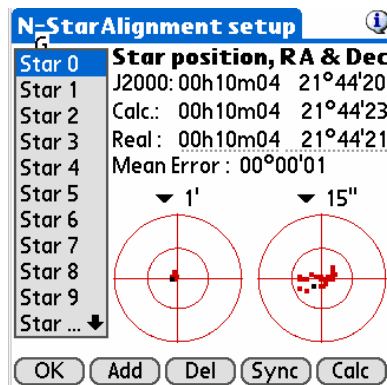 N-StarAlignment setup
G
Star 0
Star 1
Star 2
Star 3
Star 4
Star 5
Star 6
Star 7
Star 8
Star 9
Star ...
Star position, RA & Dec
J2000: 00h10m04 21°44'20
Calc.: 00h10m04 21°44'23
Real : 00h10m04 21°44'21
Mean Error : 00°00'01
1'
15"
OK
Add
Del
Sync
Calc